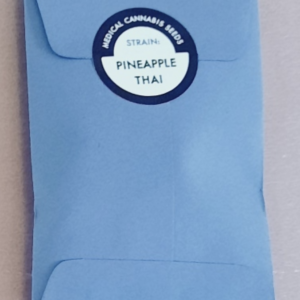 MEDICAL CANNABIS SEEDS
STRAIN:
PINEAPPLE
THAI